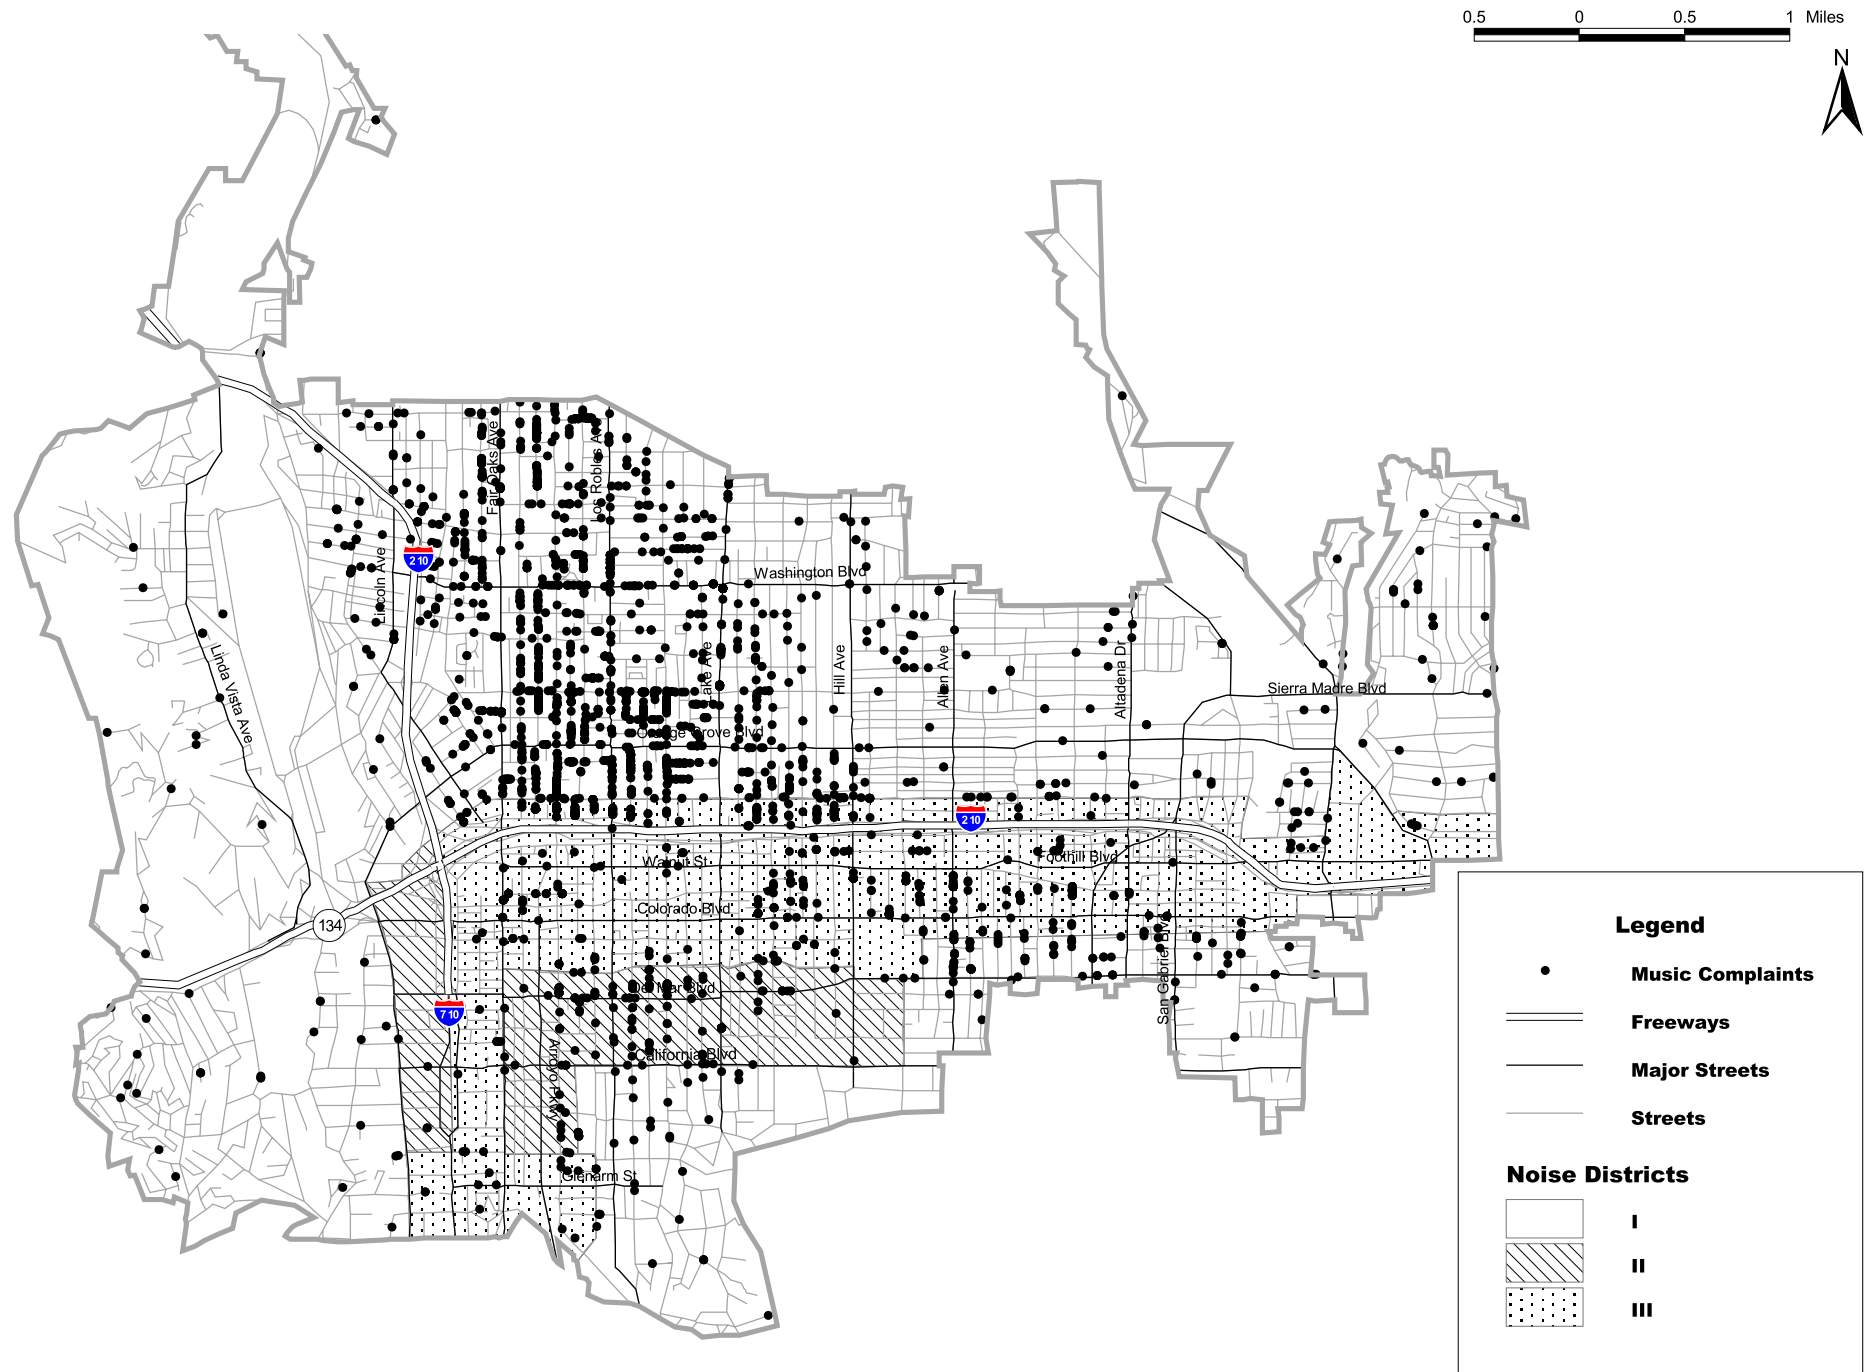 0.5 0 0.5 1 Miles
N
Fair Oaks Ave
Los Robles Ave
210
Washington Blvd
Lincoln Ave
Linda Vista Ave
Lake Ave
Hill Ave
Allen Ave
Altadena Dr
Sierra Madre Blvd
Orange Grove Blvd
210
Walnut St
Foothill Blvd
Colorado Blvd
134
San Gabriel Blvd
Del Mar Blvd
710
California Blvd
Arroyo Pkwy
Glenarm St
Legend
Music Complaints
Freeways
Major Streets
Streets
Noise Districts
I
II
III